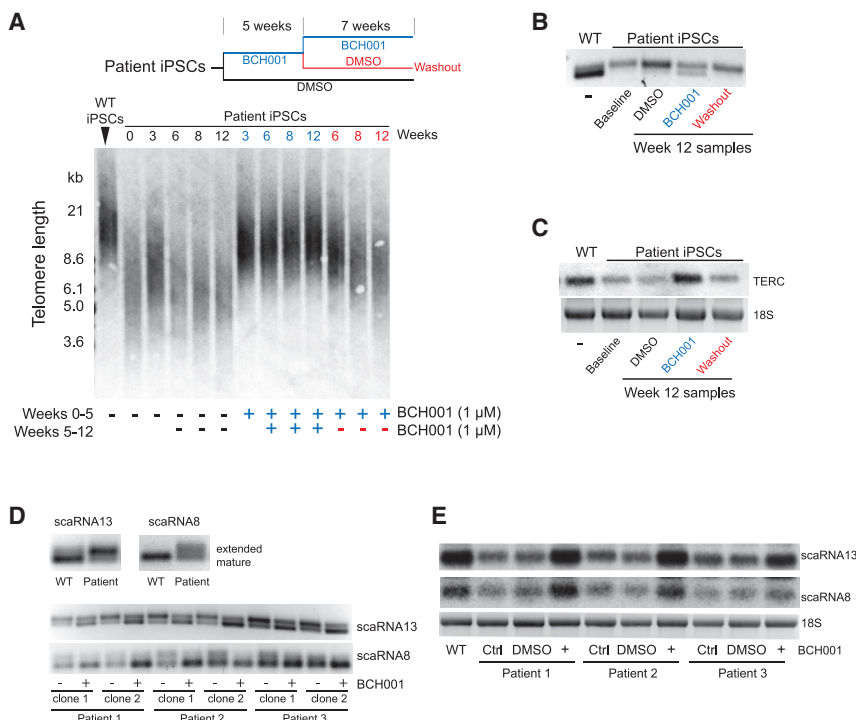 A
5 weeks 7 weeks
BCH001
Patient iPSCs BCH001 DMSO Washout
DMSO
WT
iPSCs
Patient iPSCs
0 3 6 8 12 3 6 8 12 6 8 12 Weeks
kb
21
8.6
6.1
5.0
3.6
Telomere length
Weeks 0-5 - - - - - + + + + + + + BCH001 (1 µM)
Weeks 5-12 - - - + + + - - - BCH001 (1 µM)
B
WT Patient iPSCs
- Baseline DMSO BCH001 Washout
Week 12 samples
C
WT Patient iPSCs
TERC
18S
- Baseline DMSO BCH001 Washout
Week 12 samples
D
scaRNA13 scaRNA8
extended
mature
WT Patient WT Patient
scaRNA13
scaRNA8
- + - + - + - + - + - + BCH001
clone 1 clone 2 clone 1 clone 2 clone 1 clone 2
Patient 1 Patient 2 Patient 3
E
scaRNA13
scaRNA8
18S
WT Ctrl DMSO + Ctrl DMSO + Ctrl DMSO + BCH001
Patient 1 Patient 2 Patient 3